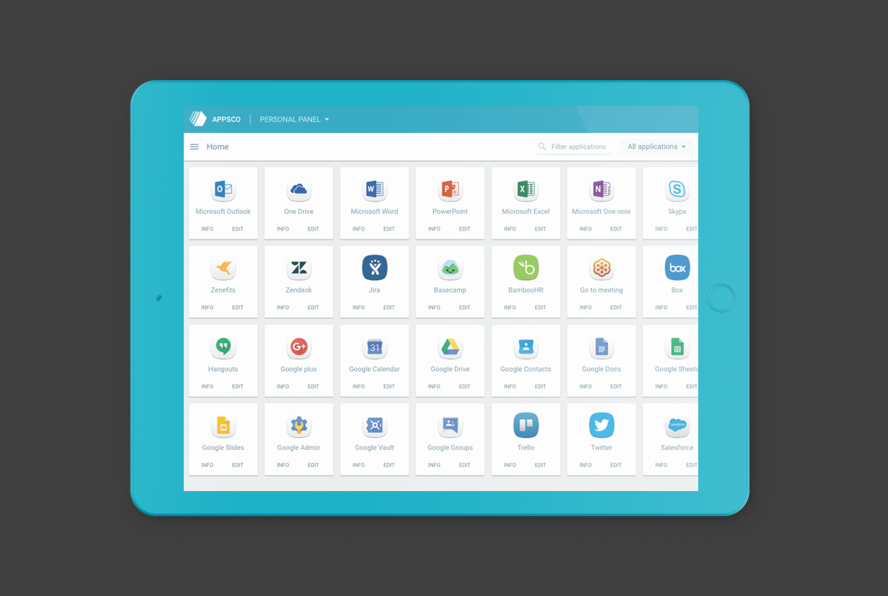 APPSCO PERSONAL PANEL
Home Filter applications All applications
Microsoft Outlook One Drive Microsoft Word PowerPoint Microsoft Excel Microsoft One note Skype
INFO EDIT INFO EDIT INFO EDIT INFO EDIT INFO EDIT INFO EDIT INFO EDIT
Zenefits Zendesk Jira Basecamp BambooHR Go to meeting Box
INFO EDIT INFO EDIT INFO EDIT INFO EDIT INFO EDIT INFO EDIT INFO EDIT
Hangouts Google plus Google Calendar Google Drive Google Contacts Google Docs Google Sheets
INFO EDIT INFO EDIT INFO EDIT INFO EDIT INFO EDIT INFO EDIT INFO EDIT
Google Slides Google Admin Google Vault Google Groups Trello Twitter Salesforce
INFO EDIT INFO EDIT INFO EDIT INFO EDIT INFO EDIT INFO EDIT INFO EDIT